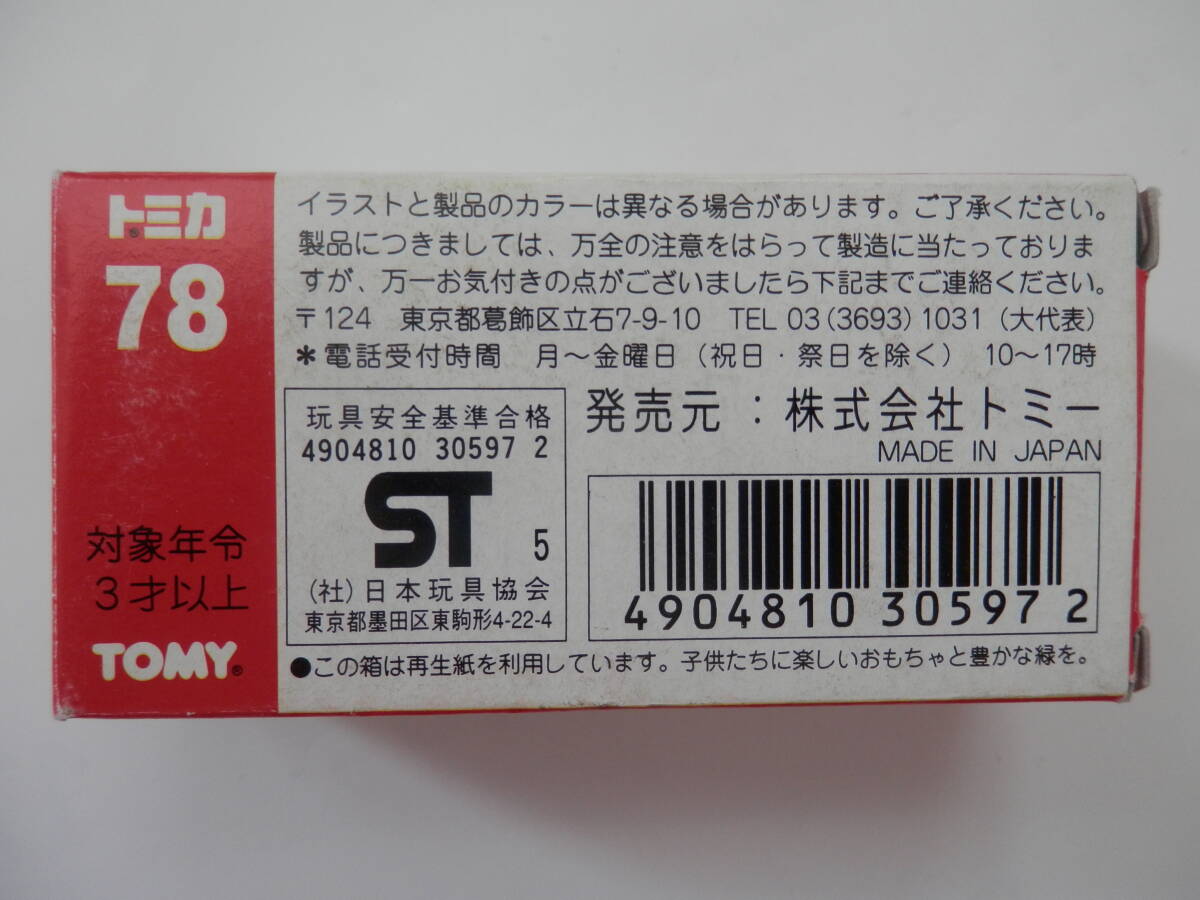 トミカ®
78
対象年令
3才以上
TOMY®
イラストと製品のカラーは異なる場合があります。ご了承ください。
製品につきましては、万全の注意をはらって製造に当たっておりま
すが、万一お気付きの点がございましたら下記までご連絡ください。
〒124 東京都葛飾区立石7-9-10 TEL 03(3693)1031(大代表)
*電話受付時間 月~金曜日(祝日・祭日を除く) 10~17時
玩具安全基準合格
4904810 30597 2
ST 5
(社)日本玩具協会
東京都墨田区東駒形4-22-4
発売元:株式会社トミー
MADE IN JAPAN
4904810 30597 2
●この箱は再生紙を利用しています。子供たちに楽しいおもちゃと豊かな緑を。